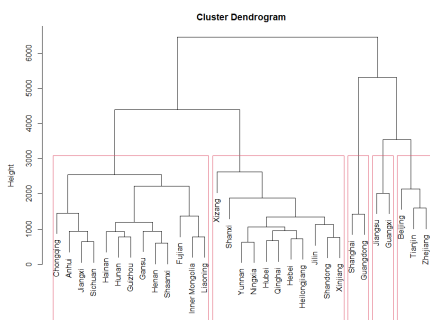 Cluster Dendrogram
Height
6000
5000
4000
3000
2000
1000
0
Chongqing
Anhui
Jiangxi
Sichuan
Hainan
Hunan
Guizhou
Gansu
Henan
Shaanxi
Fujian
Inner Mongolia
Liaoning
Xizang
Shanxi
Yunnan
Ningxia
Hubei
Qinghai
Hebei
Heilongjiang
Jilin
Shandong
Xinjiang
Shanghai
Guangdong
Jiangsu
Guangxi
Beijing
Tianjin
Zhejiang